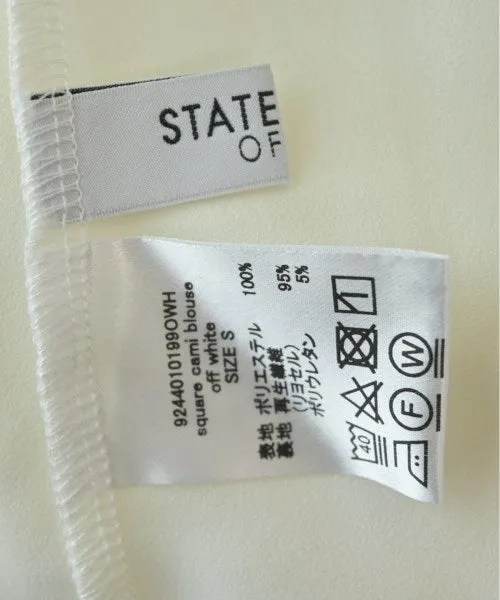 STATE
OF
92440101990WH
square cami blouse
off white
SIZE S
表地 ポリエステル 100%
裏地 再生繊維 95%
(リヨセル)
ポリウレタン 5%
40
F
W